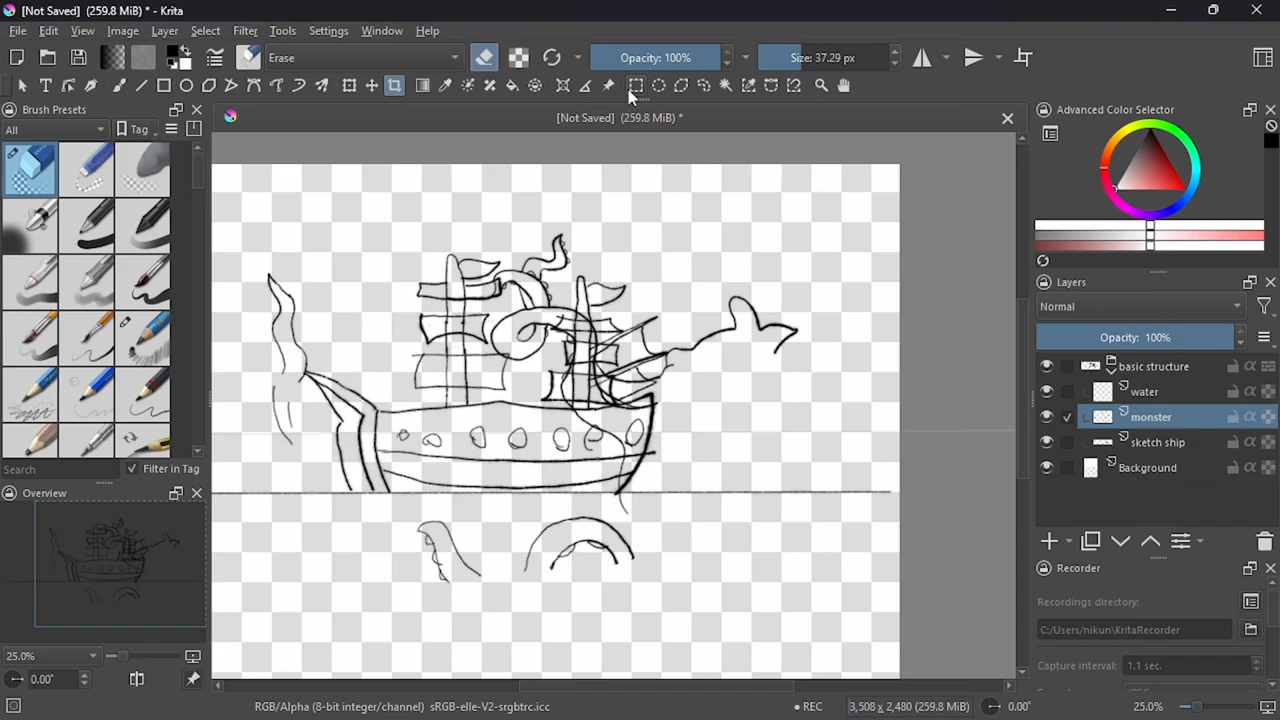 [Not Saved] (259.8 MiB) * - Krita
File Edit View Image Layer Select Filter Tools Settings Window Help
Erase
Opacity: 100%
Size: 37.29 px
Brush Presets
[Not Saved] (259.8 MiB) *
Advanced Color Selector
All
Tag
Layers
Normal
Opacity: 100%
basic structure
water
monster
sketch ship
Background
Search
Filter in Tag
Overview
Recorder
Recordings directory:
C:/Users/nikun\KritaRecorder
Capture interval: 1.1 sec.
25.0%
0.00°
RGB/Alpha (8-bit integer/channel) sRGB-elle-V2-srgbtrc.icc
REC
3,508 x 2,480 (259.8 MiB)
0.00°
25.0%